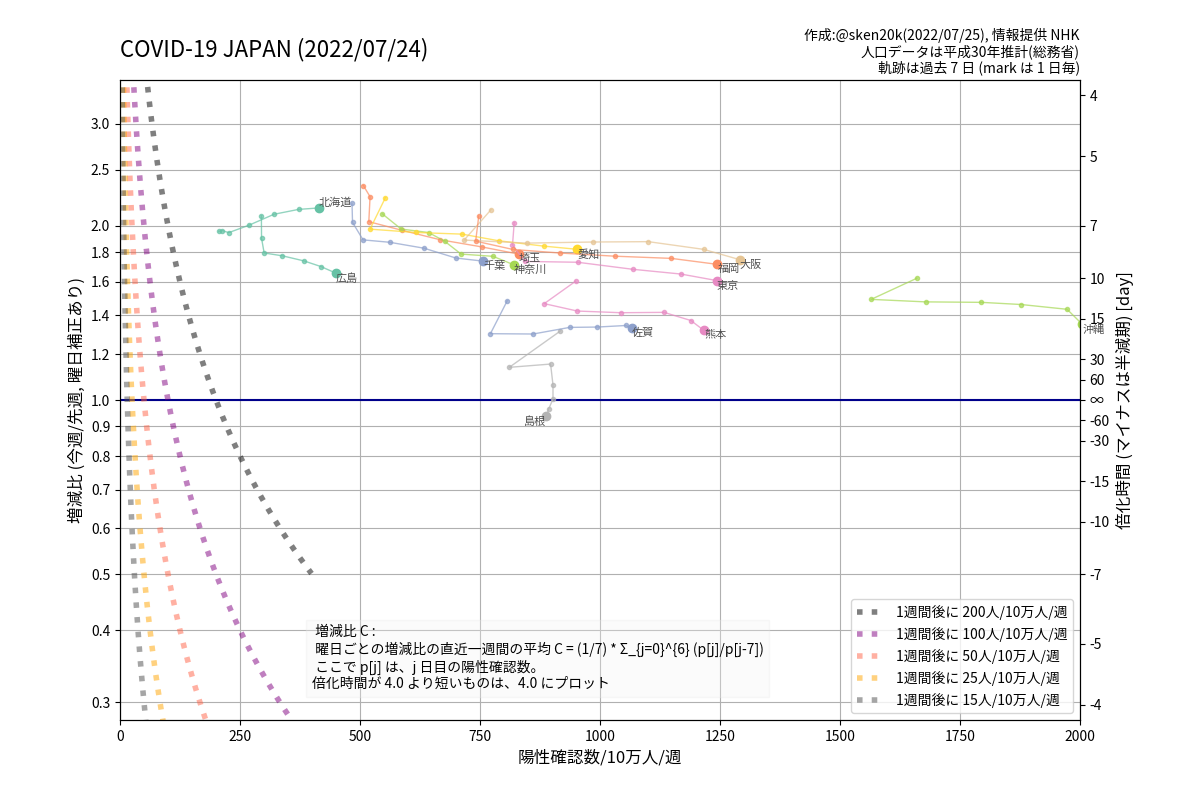 COVID-19 JAPAN (2022/07/24)
作成:@sken20k(2022/07/25), 情報提供 NHK
人口データは平成30年推計(総務省)
軌跡は過去 7 日 (mark は 1 日毎)
増減比 (今週/先週, 曜日補正あり)
3.0
2.5
2.0
1.8
1.6
1.4
1.2
1.0
0.9
0.8
0.7
0.6
0.5
0.4
0.3
北海道
広島
千葉
埼玉
神奈川
愛知
福岡
大阪
東京
佐賀
熊本
島根
沖縄
4
5
7
10
15
30
60
∞
-60
-30
-15
-10
-7
-5
-4
倍化時間 (マイナスは半減期) [day]
増減比 C :
曜日ごとの増減比の直近一週間の平均 C = (1/7) * Σ_{j=0}^{6} (p[j]/p[j-7])
ここで p[j] は、j 日目の陽性確認数。
倍化時間が 4.0 より短いものは、4.0 にプロット
1週間後に 200人/10万人/週
1週間後に 100人/10万人/週
1週間後に 50人/10万人/週
1週間後に 25人/10万人/週
1週間後に 15人/10万人/週
0 250 500 750 1000 1250 1500 1750 2000
陽性確認数/10万人/週